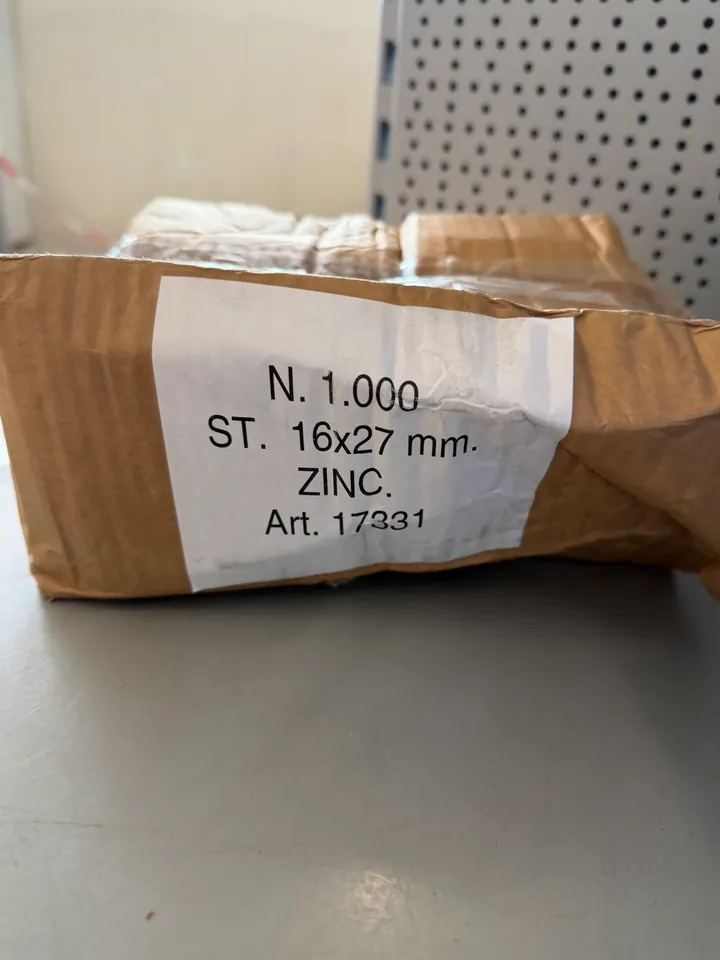 N. 1.000
ST. 16x27 mm.
ZINC.
Art. 17331